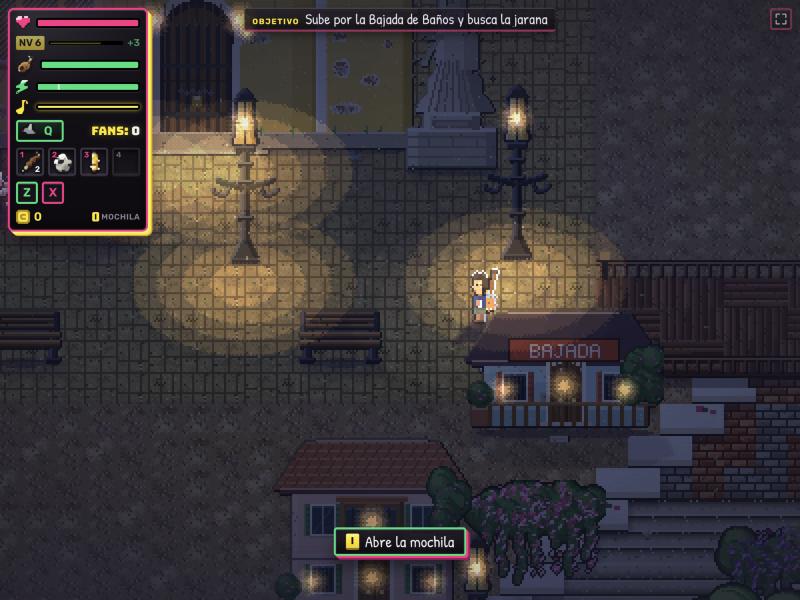 OBJETIVO Sube por la Bajada de Baños y busca la jarana
NV 6 +3
Q FANS: 0
1 2 2 3 4
Z X
C 0 I MOCHILA
BAJADA
I Abre la mochila